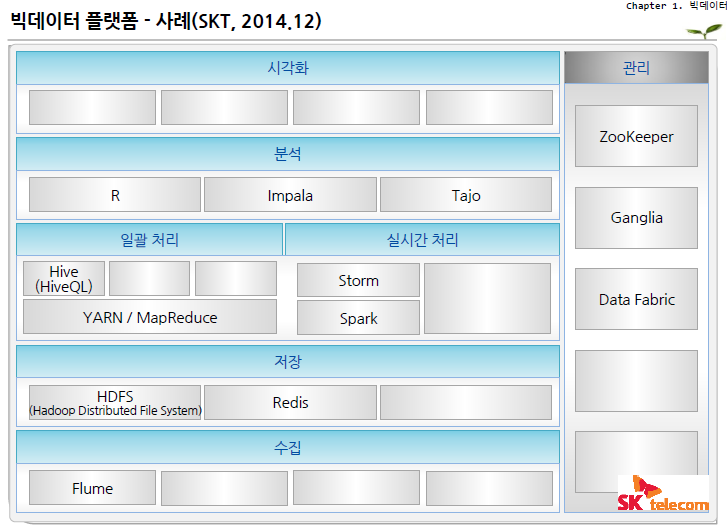 Chapter 1. 빅데이터
빅데이터 플랫폼 - 사례(SKT, 2014.12)
시각화
관리
ZooKeeper
분석
R
Impala
Tajo
Ganglia
일괄 처리
실시간 처리
Hive
(HiveQL)
Storm
Data Fabric
YARN / MapReduce
Spark
저장
HDFS
(Hadoop Distributed File System)
Redis
수집
Flume
SK telecom